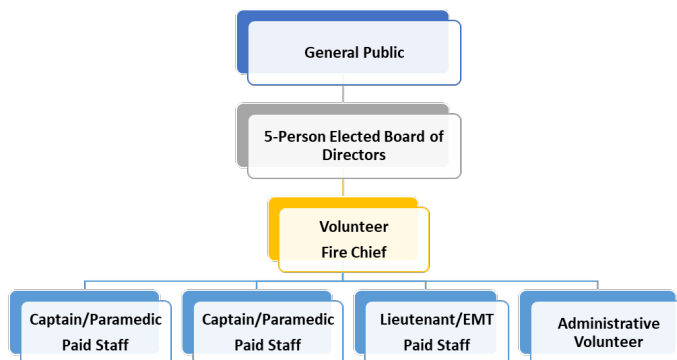 General Public
5-Person Elected Board of
Directors
Volunteer
Fire Chief
Captain/Paramedic
Paid Staff
Captain/Paramedic
Paid Staff
Lieutenant/EMT
Paid Staff
Administrative
Volunteer